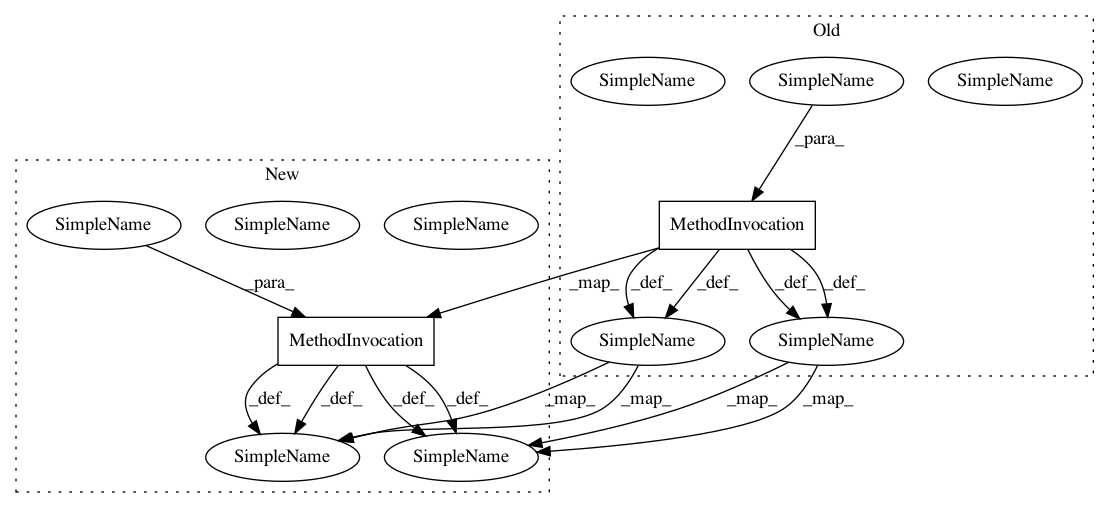 Old
SimpleName SimpleName SimpleName
_para_
New
SimpleName SimpleName SimpleName
MethodInvocation
_para_ _map_ _def_ _def_ _def_ _def_
MethodInvocation
SimpleName SimpleName
_def_ _def_ _def_ _def_ _map_ _map_ _map_ _map_
SimpleName SimpleName